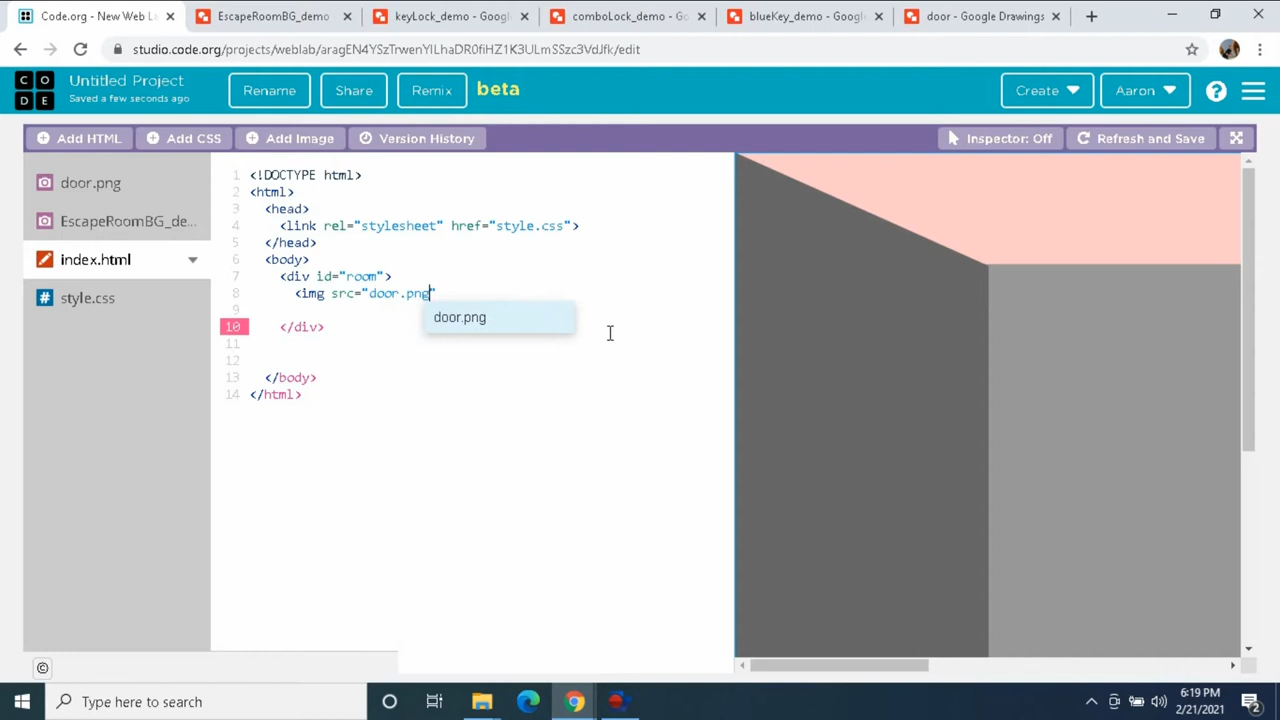 Code.org - New Web La
EscapeRoomBG_demo
keyLock_demo - Googl
comboLock_demo - Go
blueKey_demo - Googl
door - Google Drawings
studio.code.org/projects/weblab/aragEN4YSzTrwenYILhaDR0fiHZ1K3ULmSSzc3VdJfk/edit
C O D E
Untitled Project
Saved a few seconds ago
Rename
Share
Remix
beta
Create
Aaron
?
Add HTML
Add CSS
Add Image
Version History
Inspector: Off
Refresh and Save
door.png
EscapeRoomBG_de...
index.html
style.css
1 <!DOCTYPE html>
2 <html>
3 <head>
4 <link rel="stylesheet" href="style.css">
5 </head>
6 <body>
7 <div id="room">
8 <img src="door.png"
9
door.png
10 </div>
11
12
13 </body>
14 </html>
©
Type here to search
6:19 PM
2/21/2021
2